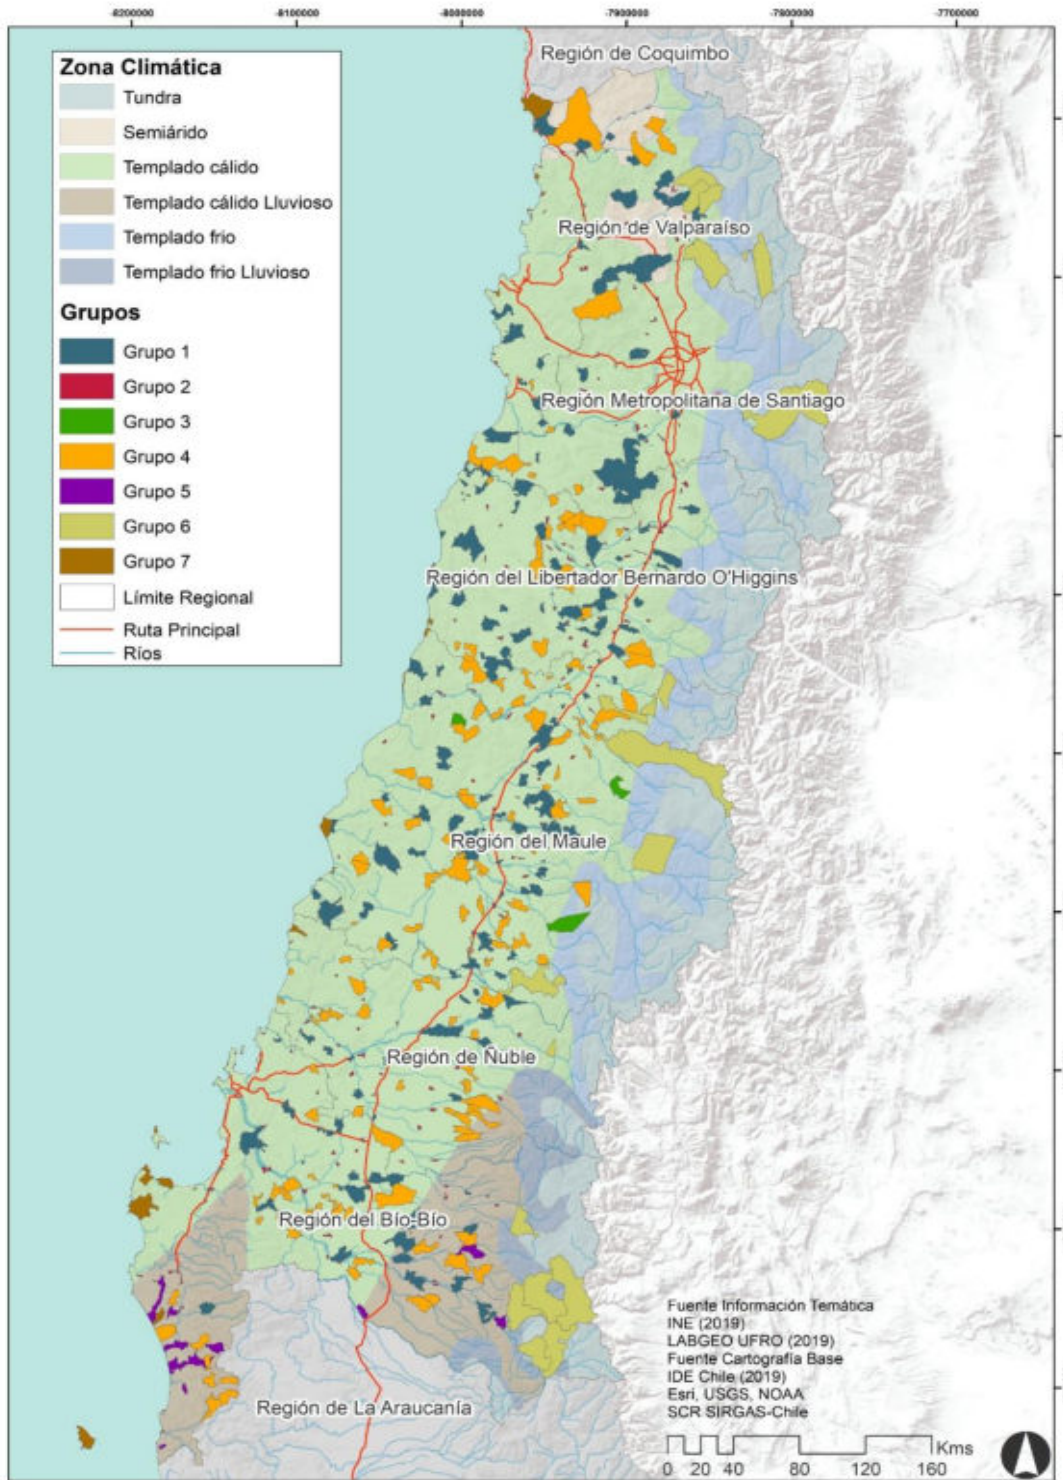 -8200000 -8100000 -8000000 -7900000 -7800000 -7700000
Región de Coquimbo
Zona Climática
Tundra
Semiárido
Templado cálido
Templado cálido Lluvioso
Templado frio
Templado frio Lluvioso
Grupos
Grupo 1
Grupo 2
Grupo 3
Grupo 4
Grupo 5
Grupo 6
Grupo 7
Límite Regional
Ruta Principal
Ríos
Región de Valparaíso
Región Metropolitana de Santiago
Región del Libertador Bernardo O'Higgins
Región del Maule
Región de Ñuble
Región del Bío-Bío
Región de La Araucanía
Fuente Información Temática
INE (2019)
LABGEO UFRO (2019)
Fuente Cartografía Base
IDE Chile (2019)
Esri, USGS, NOAA
SCR SIRGAS-Chile
Kms
0 20 40 80 120 160